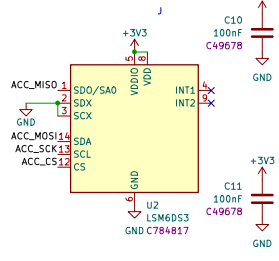 J
C10
100nF
C49678
GND
+3V3
5
8
VDDIO
VDD
ACC_MISO
1
SDO/SA0
INT1
4
2
SDX
INT2
9
3
SCX
GND
ACC_MOSI
14
SDA
ACC_SCK
13
SCL
ACC_CS
12
CS
GND
6
GND
U2
LSM6DS3
C784817
+3V3
C11
100nF
C49678
GND